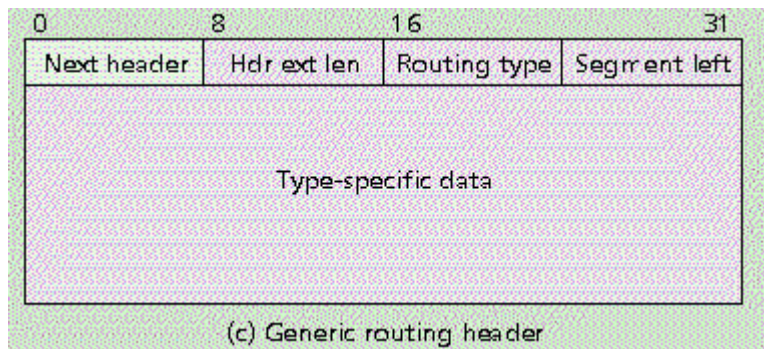 0 8 16 31
Next header Hdr ext len Routing type Segment left
Type-specific data
(c) Generic routing header